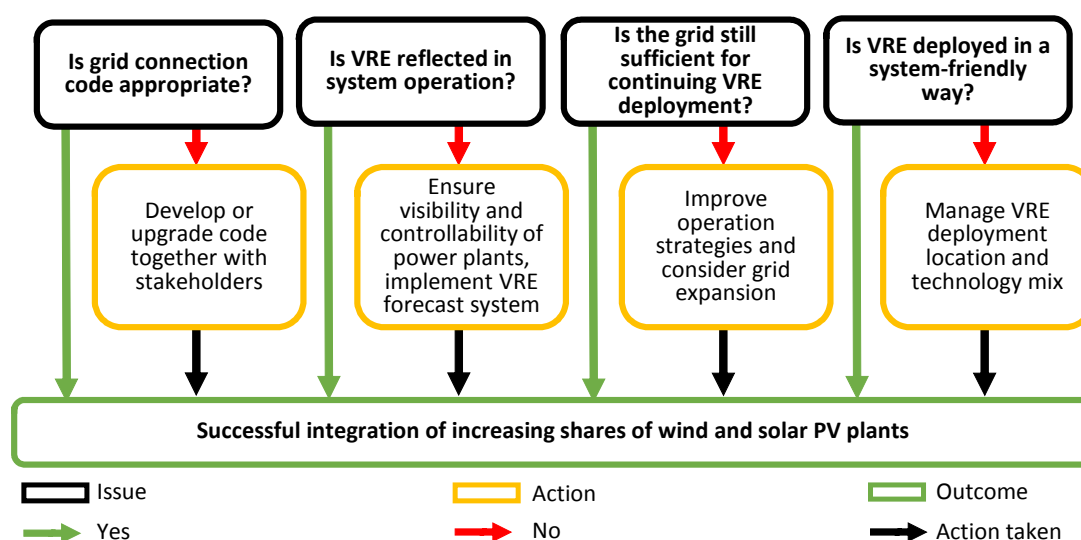 Is grid connection
code appropriate?
Is VRE reflected in
system operation?
Is the grid still
sufficient for
continuing VRE
deployment?
Is VRE deployed in a
system-friendly
way?
Develop or
upgrade code
together with
stakeholders
Ensure
visibility and
controllability of
power plants,
implement VRE
forecast system
Improve
operation
strategies and
consider grid
expansion
Manage VRE
deployment
location and
technology mix
Successful integration of increasing shares of wind and solar PV plants
Issue
Action
Outcome
Yes
No
Action taken